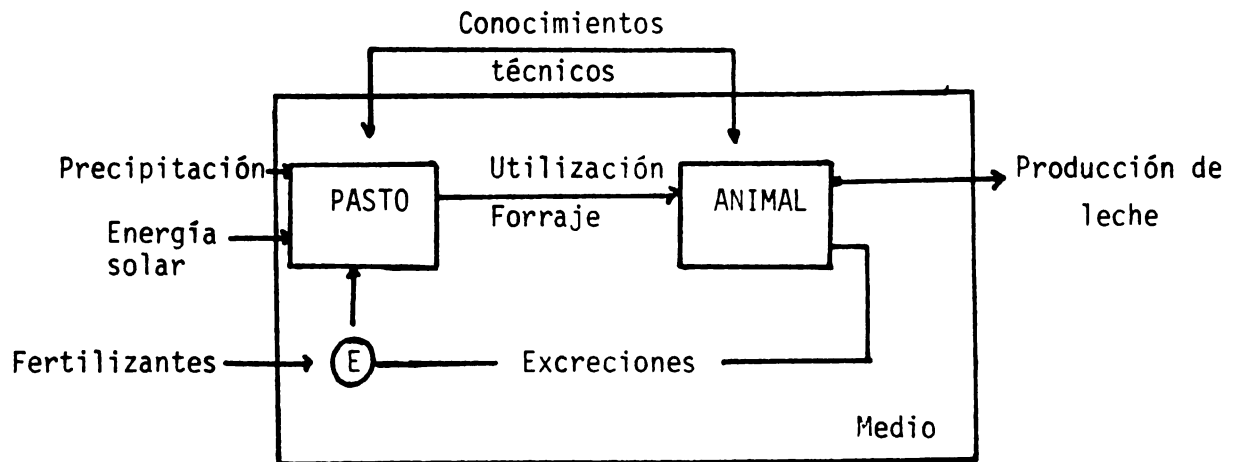 Conocimientos
técnicos
Precipitación
PASTO
Utilización
Forraje
ANIMAL
Producción de
leche
Energía
solar
Fertilizantes
E
Excreciones
Medio